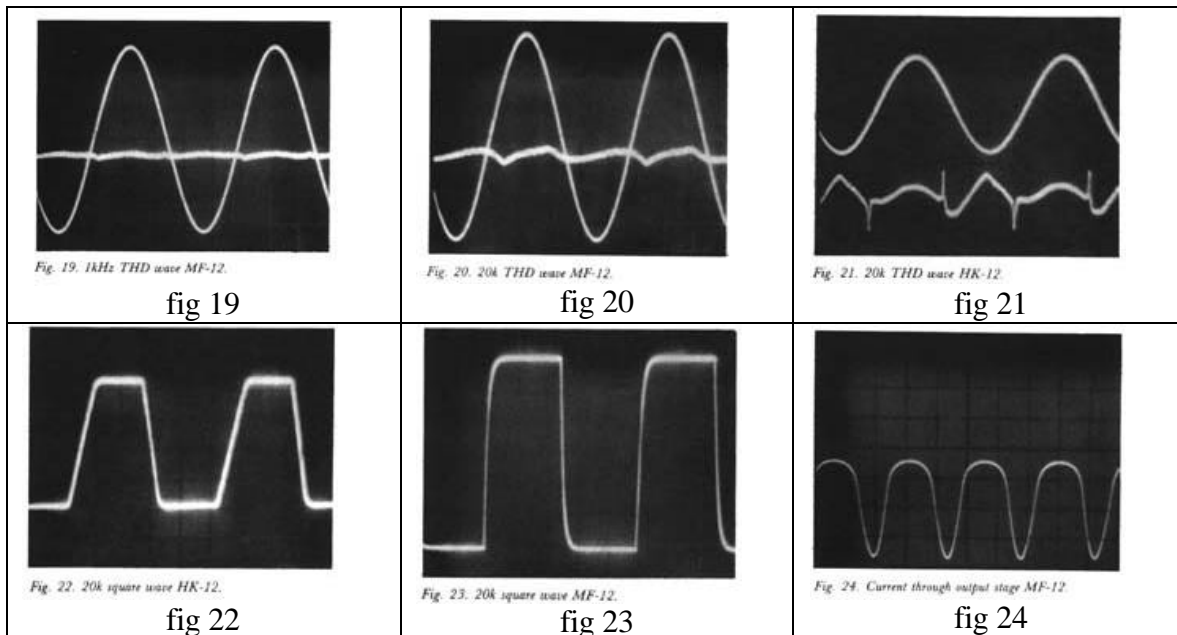 Fig. 19. 1kHz THD wave MF-12.
fig 19
Fig. 20. 20k THD wave MF-12.
fig 20
Fig. 21. 20k THD wave HK-12.
fig 21
Fig. 22. 20k square wave HK-12.
fig 22
Fig. 23. 20k square wave MF-12.
fig 23
Fig. 24. Current through output stage MF-12.
fig 24